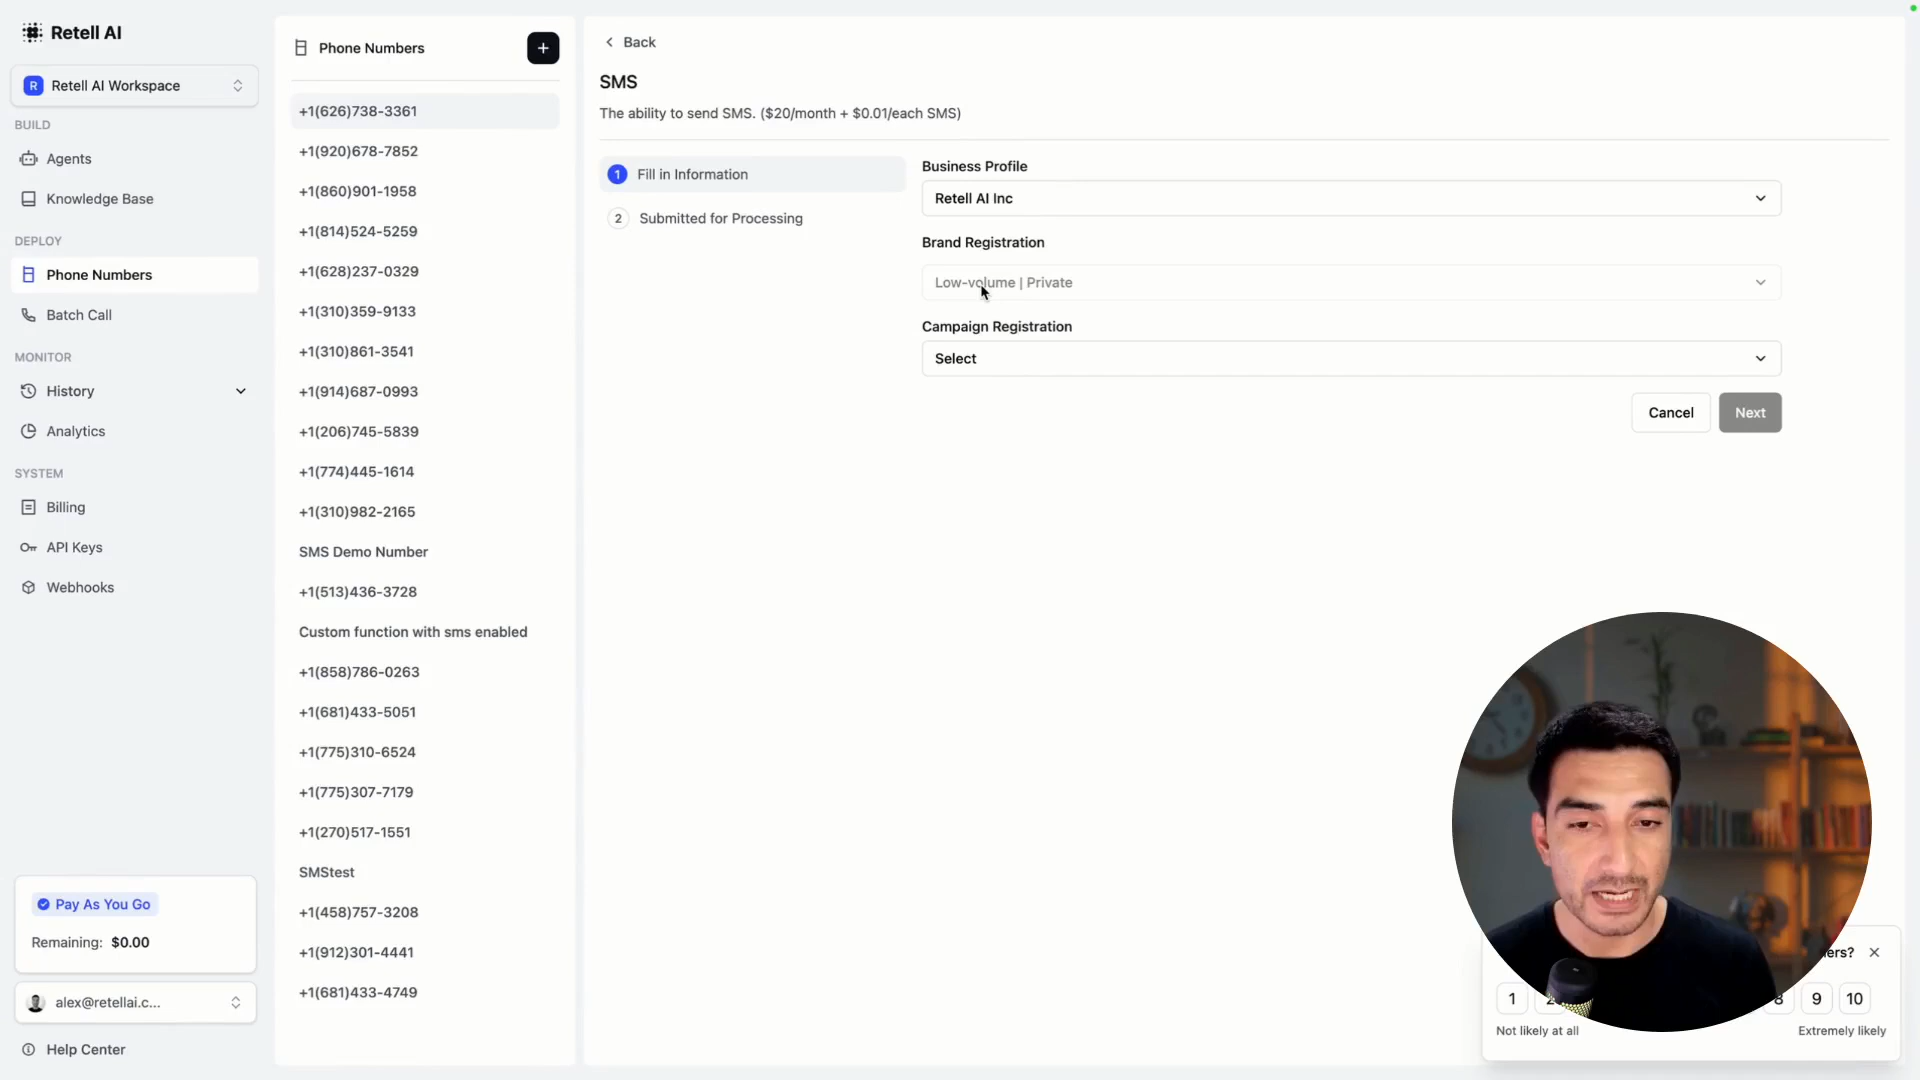 Retell AI
R Retell AI Workspace
BUILD
Agents
Knowledge Base
DEPLOY
Phone Numbers
Batch Call
MONITOR
History
Analytics
SYSTEM
Billing
API Keys
Webhooks
Pay As You Go
Remaining: $0.00
alex@retellai.c...
Help Center
Phone Numbers
+
+1(626)738-3361
+1(920)678-7852
+1(860)901-1958
+1(814)524-5259
+1(628)237-0329
+1(310)359-9133
+1(310)861-3541
+1(914)687-0993
+1(206)745-5839
+1(774)445-1614
+1(310)982-2165
SMS Demo Number
+1(513)436-3728
Custom function with sms enabled
+1(858)786-0263
+1(681)433-5051
+1(775)310-6524
+1(775)307-7179
+1(270)517-1551
SMStest
+1(458)757-3208
+1(912)301-4441
+1(681)433-4749
Back
SMS
The ability to send SMS. ($20/month + $0.01/each SMS)
1 Fill in Information
2 Submitted for Processing
Business Profile
Retell AI Inc
Brand Registration
Low-volume | Private
Campaign Registration
Select
Cancel Next
1 2 8 9 10
Not likely at all Extremely likely